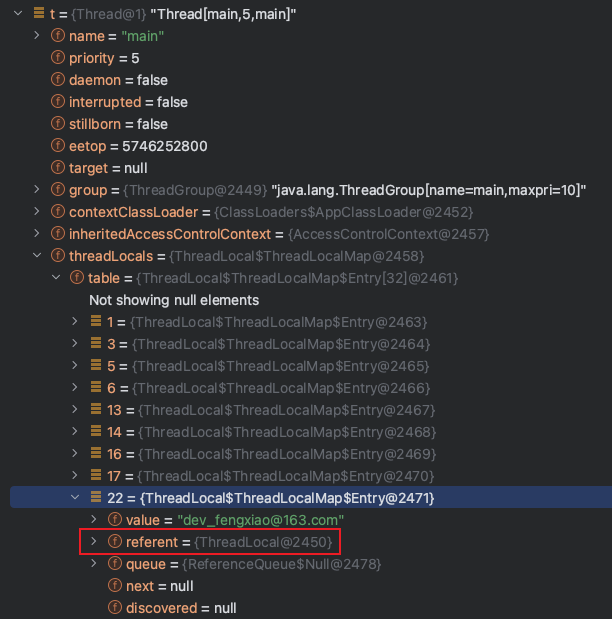 t = {Thread@1} "Thread[main,5,main]"
f name = "main"
f priority = 5
f daemon = false
f interrupted = false
f stillborn = false
f eetop = 5746252800
f target = null
f group = {ThreadGroup@2449} "java.lang.ThreadGroup[name=main,maxpri=10]"
f contextClassLoader = {ClassLoaders$AppClassLoader@2452}
f inheritedAccessControlContext = {AccessControlContext@2457}
f threadLocals = {ThreadLocal$ThreadLocalMap@2458}
f table = {ThreadLocal$ThreadLocalMap$Entry[32]@2461}
Not showing null elements
1 = {ThreadLocal$ThreadLocalMap$Entry@2463}
3 = {ThreadLocal$ThreadLocalMap$Entry@2464}
5 = {ThreadLocal$ThreadLocalMap$Entry@2465}
6 = {ThreadLocal$ThreadLocalMap$Entry@2466}
13 = {ThreadLocal$ThreadLocalMap$Entry@2467}
14 = {ThreadLocal$ThreadLocalMap$Entry@2468}
16 = {ThreadLocal$ThreadLocalMap$Entry@2469}
17 = {ThreadLocal$ThreadLocalMap$Entry@2470}
22 = {ThreadLocal$ThreadLocalMap$Entry@2471}
f value = "dev_fengxiao@163.com"
f referent = {ThreadLocal@2450}
f queue = {ReferenceQueue$Null@2478}
f next = null
f discovered = null